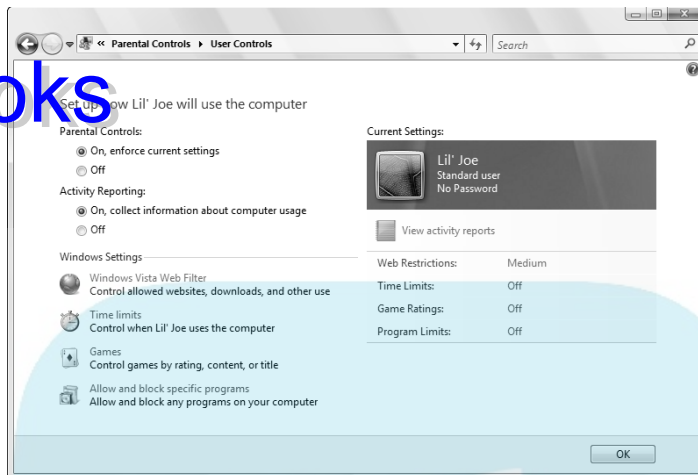 « Parental Controls ▸ User Controls
Search
oks
Set up how Lil' Joe will use the computer
Parental Controls:
On, enforce current settings
Off
Activity Reporting:
On, collect information about computer usage
Off
Windows Settings
Windows Vista Web Filter
Control allowed websites, downloads, and other use
Time limits
Control when Lil' Joe uses the computer
Games
Control games by rating, content, or title
Allow and block specific programs
Allow and block any programs on your computer
Current Settings:
Lil' Joe
Standard user
No Password
View activity reports
Web Restrictions: Medium
Time Limits: Off
Game Ratings: Off
Program Limits: Off
OK